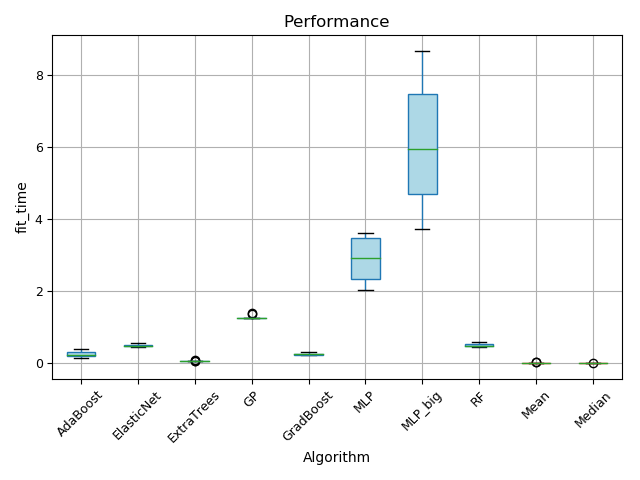 Performance
fit_time
8
6
4
2
0
AdaBoost
ElasticNet
ExtraTrees
GP
GradBoost
MLP
MLP_big
RF
Mean
Median
Algorithm